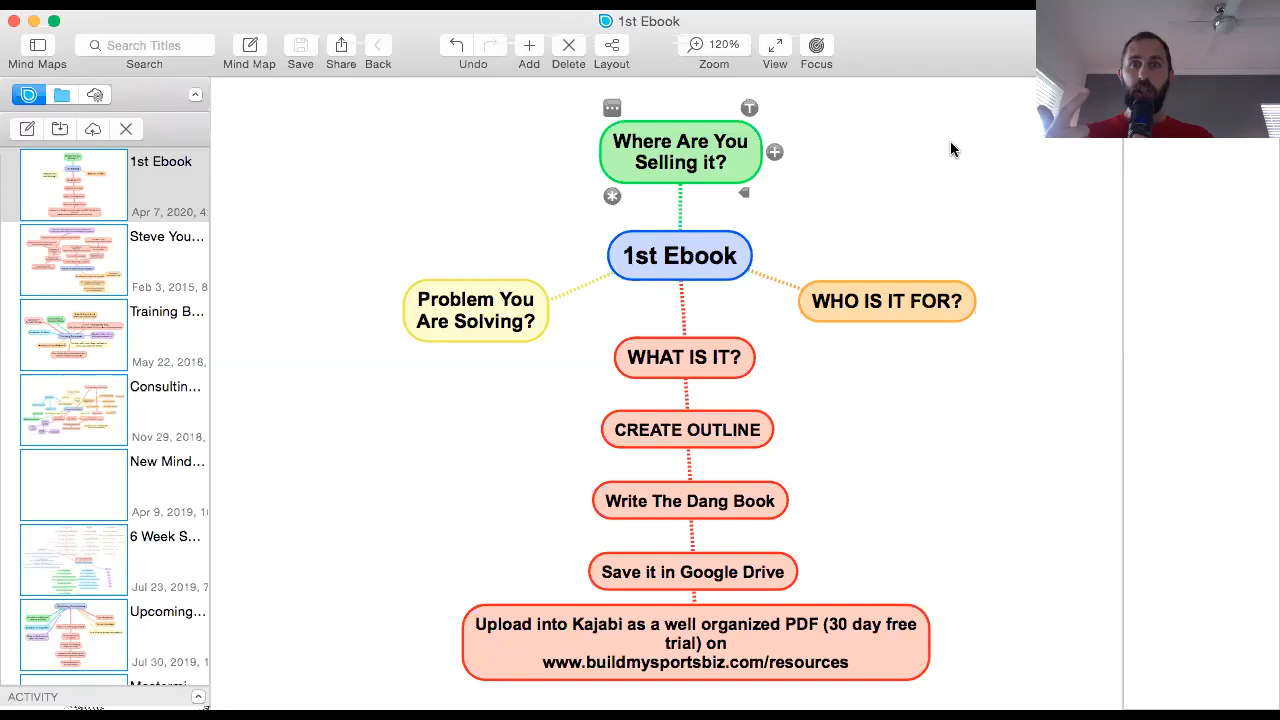 1st Ebook
Search Titles
120%
Mind Maps
Search
Mind Map
Save
Share
Back
Undo
Add
Delete
Layout
Zoom
View
Focus
1st Ebook
Apr 7, 2020, 4:
Steve You...
Feb 3, 2015, 8
Training B...
May 22, 2018,
Consultin...
Nov 29, 2018,
New Mind...
Apr 9, 2019, 1
6 Week S...
Jul 23, 2019, 7
Upcoming...
Jul 30, 2019, 1
ACTIVITY
T
Where Are You
Selling it?
1st Ebook
Problem You
Are Solving?
WHO IS IT FOR?
WHAT IS IT?
CREATE OUTLINE
Write The Dang Book
Save it in Google Drive
Upload into Kajabi as a well organized PDF (30 day free
trial) on
www.buildmysportsbiz.com/resources